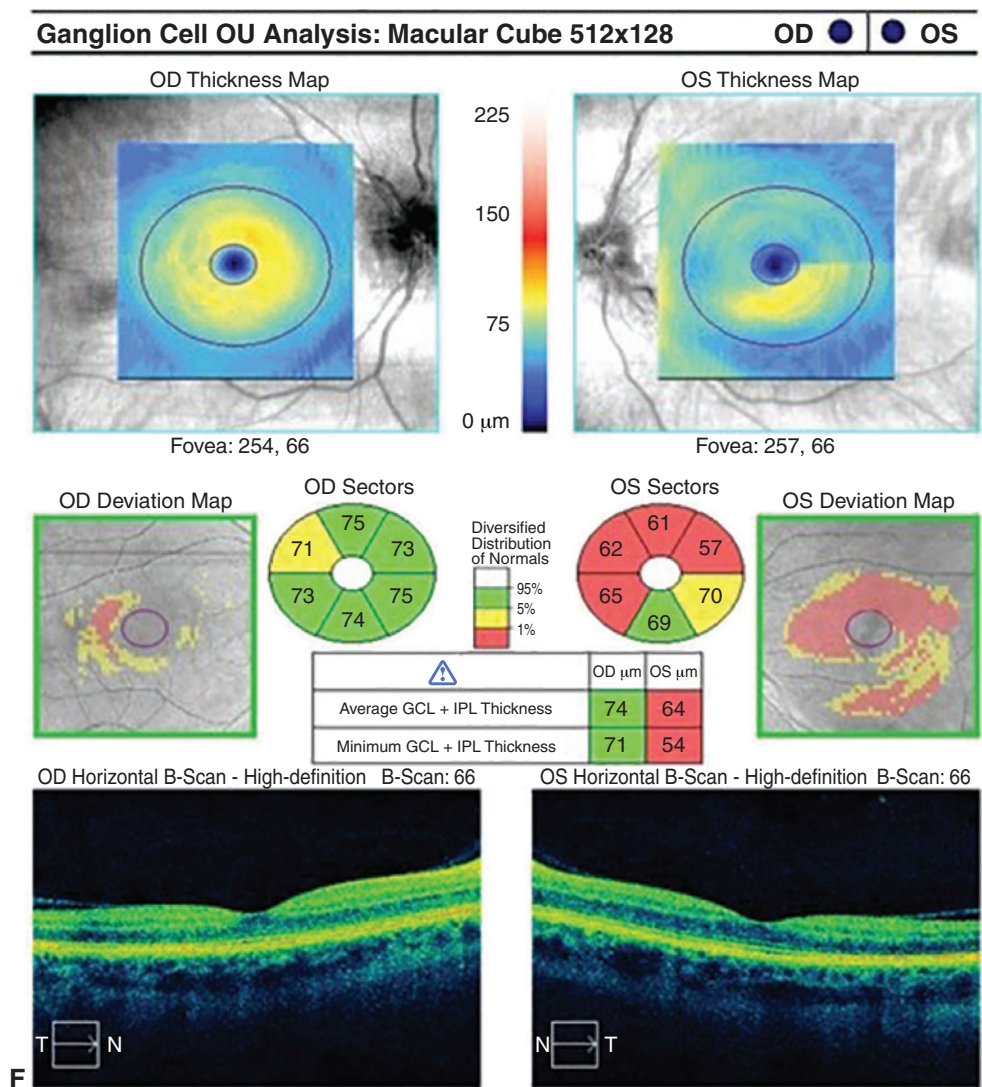 Ganglion Cell OU Analysis: Macular Cube 512x128 OD OS
OD Thickness Map
OS Thickness Map
225
150
75
0 μm
Fovea: 254, 66
Fovea: 257, 66
OD Deviation Map
OD Sectors
75
71
73
73
75
74
Diversified
Distribution
of Normals
95%
5%
1%
OS Sectors
61
62
57
65
70
69
OS Deviation Map
OD μm OS μm
Average GCL + IPL Thickness 74 64
Minimum GCL + IPL Thickness 71 54
OD Horizontal B-Scan - High-definition B-Scan: 66
OS Horizontal B-Scan - High-definition B-Scan: 66
T N
N T
F